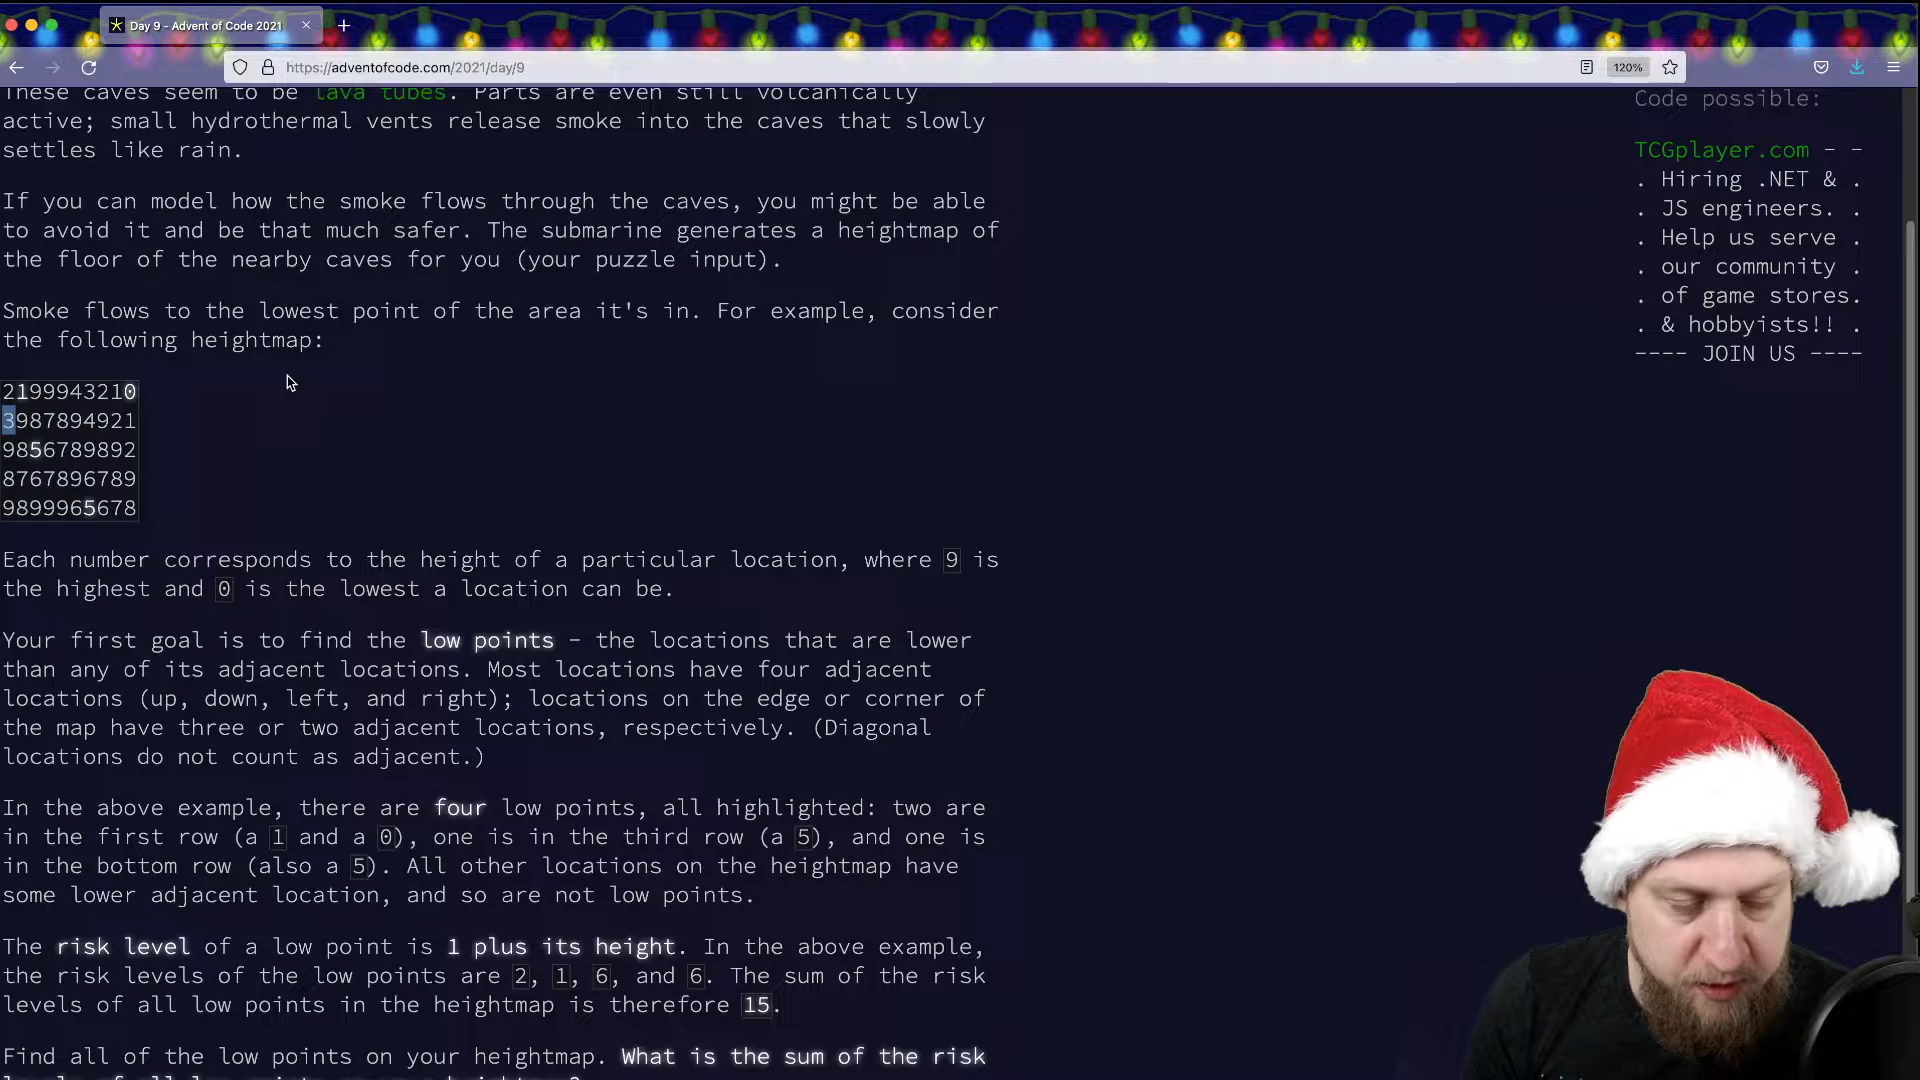 Day 9 - Advent of Code 2021
https://adventofcode.com/2021/day/9
120%
These caves seem to be lava tubes. Parts are even still volcanically
active; small hydrothermal vents release smoke into the caves that slowly
settles like rain.
If you can model how the smoke flows through the caves, you might be able
to avoid it and be that much safer. The submarine generates a heightmap of
the floor of the nearby caves for you (your puzzle input).
Smoke flows to the lowest point of the area it's in. For example, consider
the following heightmap:
2199943210
3987894921
9856789892
8767896789
9899965678
Each number corresponds to the height of a particular location, where 9 is
the highest and 0 is the lowest a location can be.
Your first goal is to find the low points - the locations that are lower
than any of its adjacent locations. Most locations have four adjacent
locations (up, down, left, and right); locations on the edge or corner of
the map have three or two adjacent locations, respectively. (Diagonal
locations do not count as adjacent.)
In the above example, there are four low points, all highlighted: two are
in the first row (a 1 and a 0), one is in the third row (a 5), and one is
in the bottom row (also a 5). All other locations on the heightmap have
some lower adjacent location, and so are not low points.
The risk level of a low point is 1 plus its height. In the above example,
the risk levels of the low points are 2, 1, 6, and 6. The sum of the risk
levels of all low points in the heightmap is therefore 15.
Find all of the low points on your heightmap. What is the sum of the risk
Code possible:
TCGplayer.com - -
. Hiring .NET & .
. JS engineers. .
. Help us serve .
. our community .
. of game stores.
. & hobbyists!! .
---- JOIN US ----